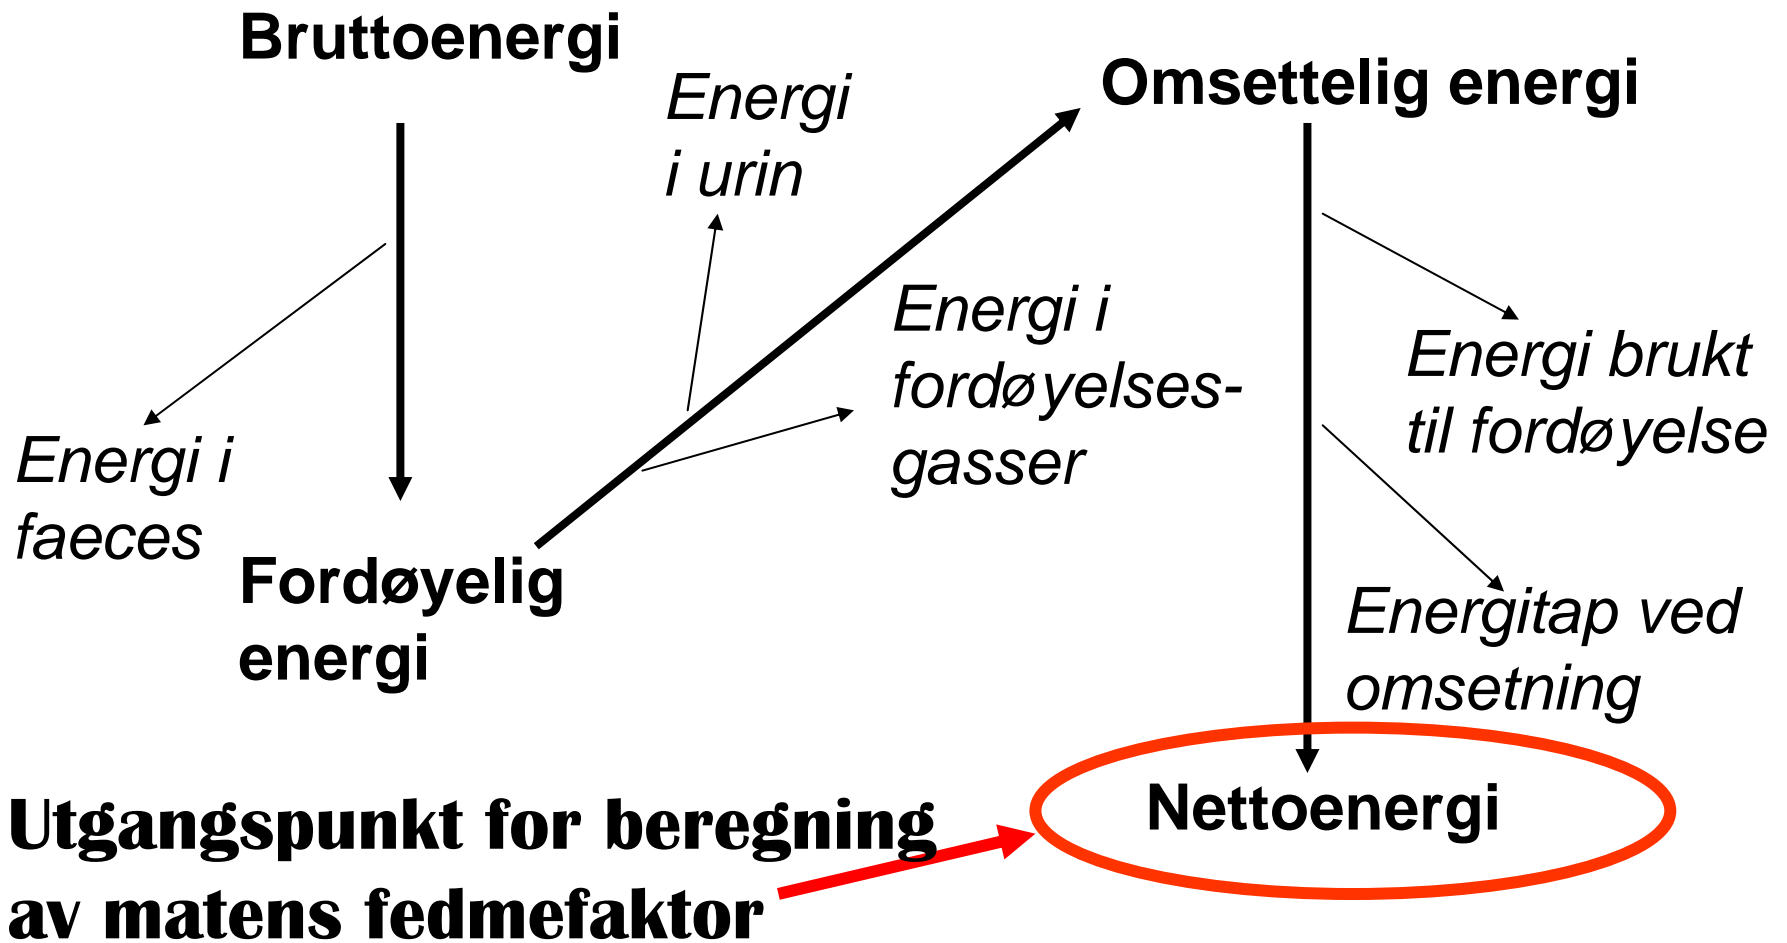 Bruttoenergi
Energi
i urin
Omsettelig energi
Energi i
fordøyelses-
gasser
Energi brukt
til fordøyelse
Energi i
faeces
Fordøyelig
energi
Energitap ved
omsetning
Nettoenergi
Utgangspunkt for beregning
av matens fedmefaktor